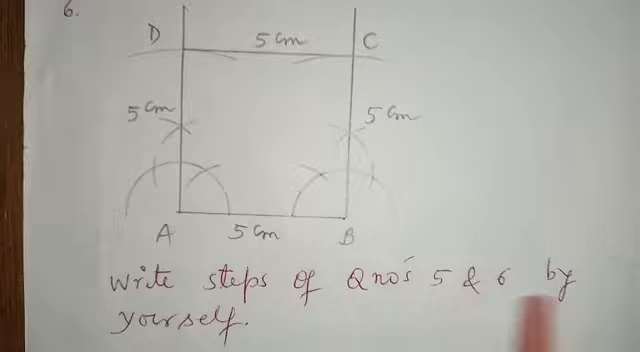 6.
D 5 cm C
5 cm 5 cm
A 5 cm B
Write steps of Q no's 5 & 6 by
yourself.